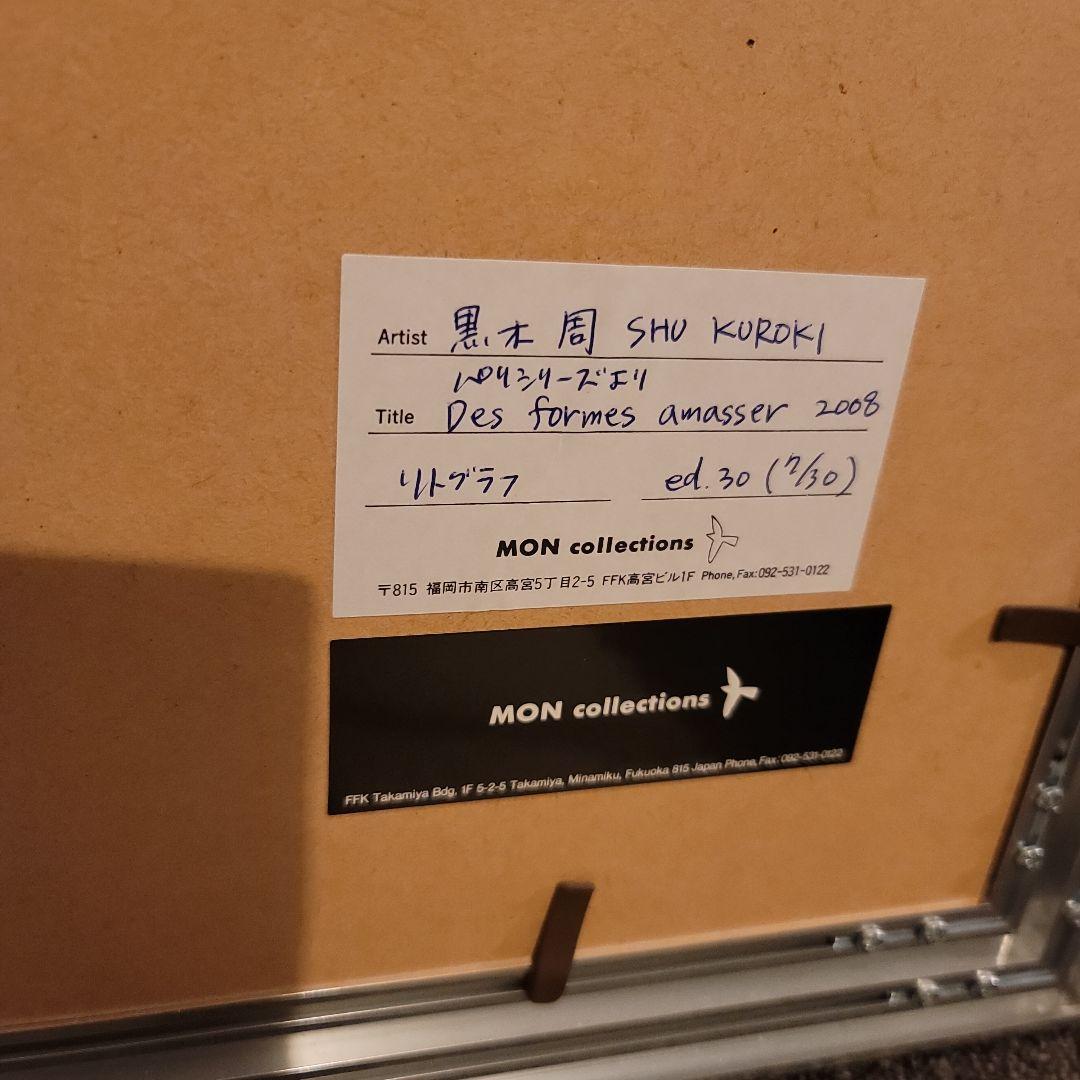 Artist 黒木 周 SHU KUROKI
パリシリーズより
Title Des formes amasser 2008
リトグラフ ed.30 (7/30)
MON collections
〒815 福岡市南区高宮5丁目2-5 FFK高宮ビル1F Phone,Fax:092-531-0122
MON collections
FFK Takamiya Bdg, 1F 5-2-5 Takamiya, Minamiku, Fukuoka 815 Japan Phone, Fax:092-531-0122